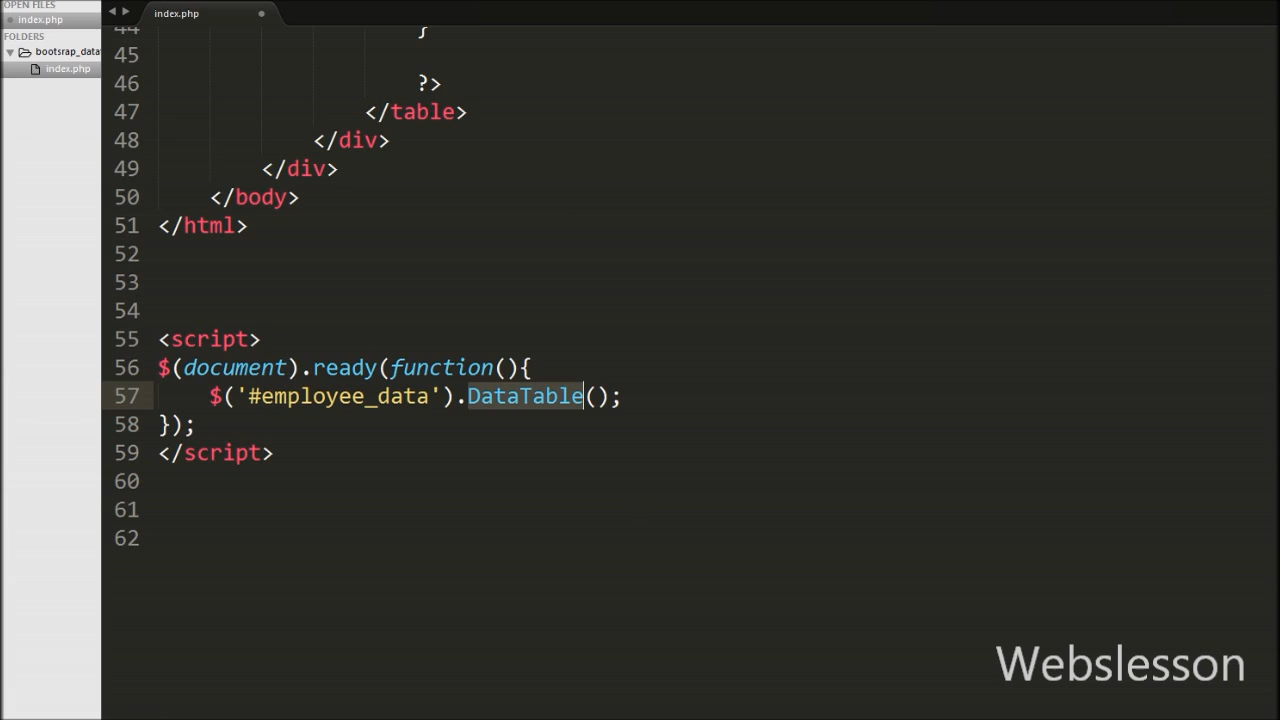 OPEN FILES
index.php
FOLDERS
bootsrap_data
index.php
index.php
44 }
45
46 ?>
47 </table>
48 </div>
49 </div>
50 </body>
51 </html>
52
53
54
55 <script>
56 $(document).ready(function(){
57 $('#employee_data').DataTable();
58 });
59 </script>
60
61
62
Webslesson